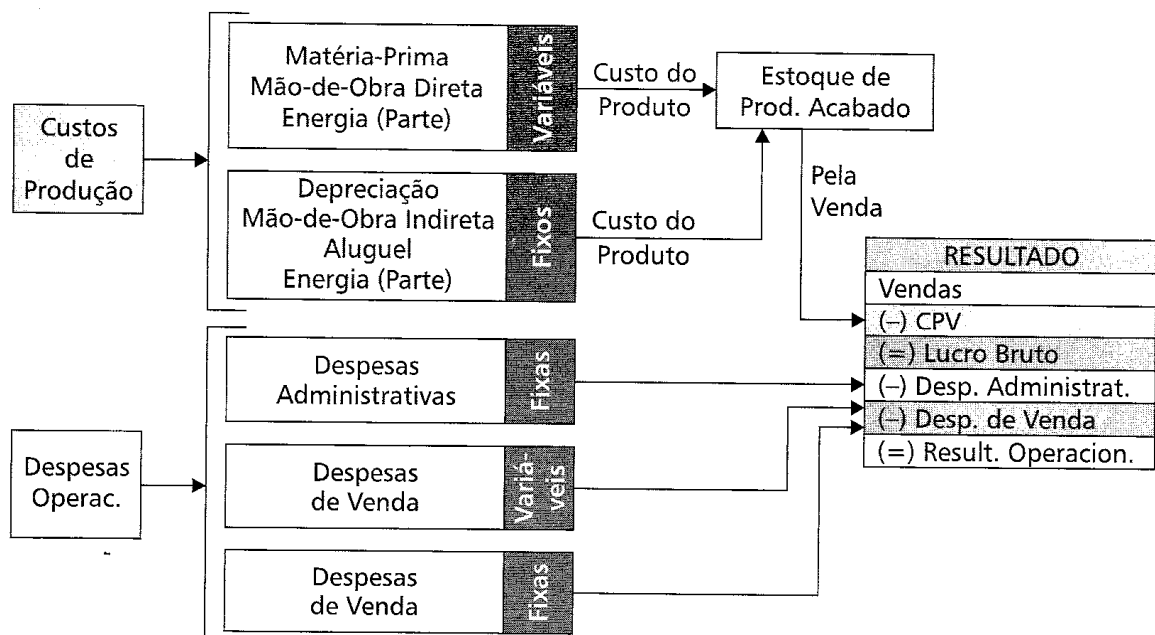 Custos
de
Produção
Matéria-Prima
Mão-de-Obra Direta
Energia (Parte)
Variáveis
Custo do
Produto
Estoque de
Prod. Acabado
Depreciação
Mão-de-Obra Indireta
Aluguel
Energia (Parte)
Fixos
Custo do
Produto
Pela
Venda
RESULTADO
Vendas
(–) CPV
(=) Lucro Bruto
(–) Desp. Administrat.
(–) Desp. de Venda
(=) Result. Operacion.
Despesas
Operac.
Despesas
Administrativas
Fixas
Despesas
de Venda
Variá-
veis
Despesas
de Venda
Fixas